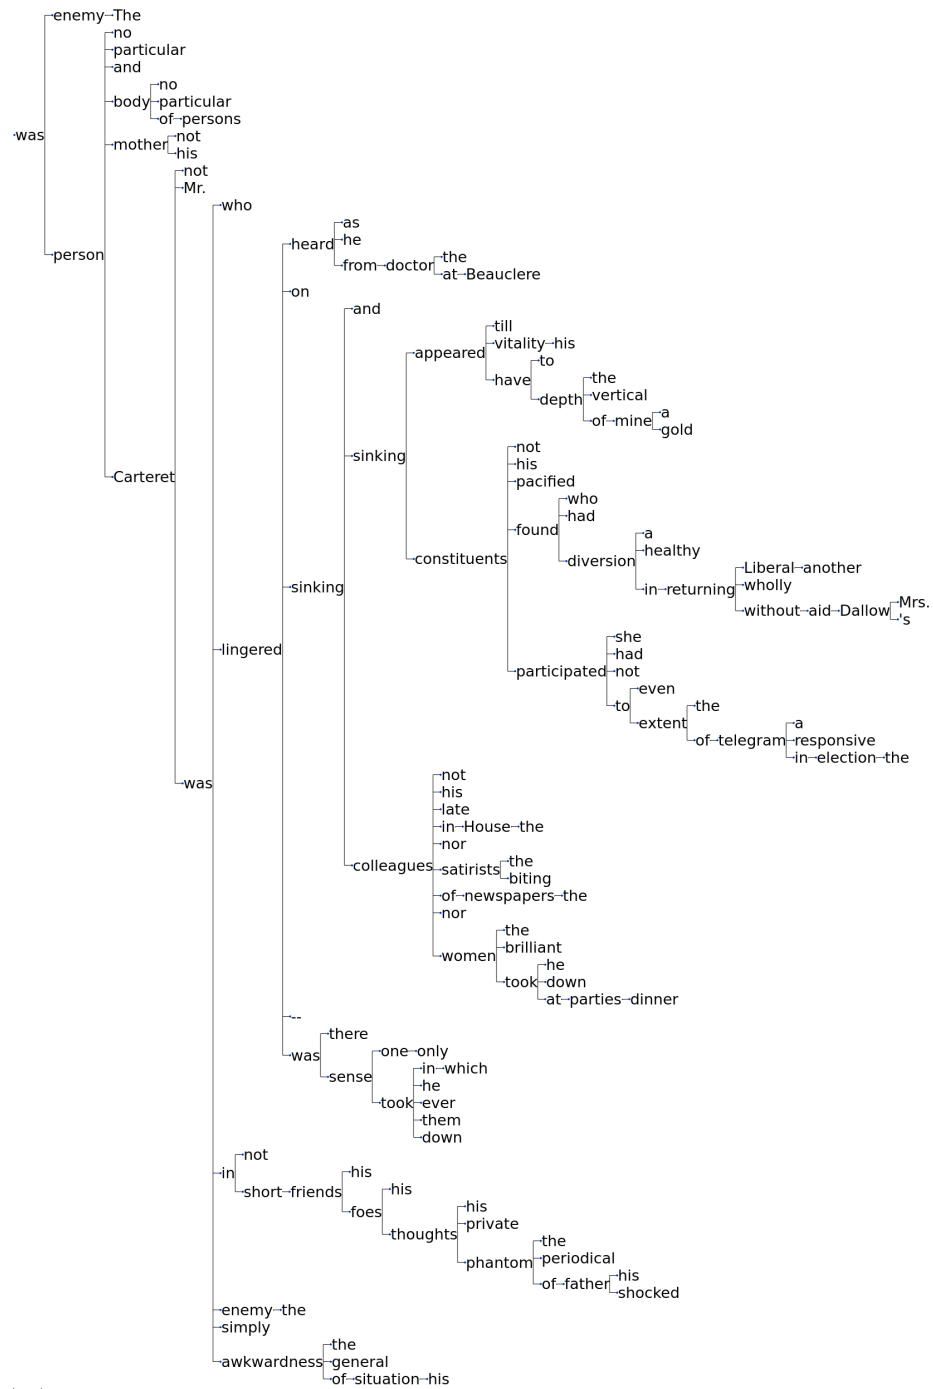 enemy The
no
particular
and
no
body particular
of persons
was
not
mother
his
not
Mr.
who
as
heard he
person
from doctor the
at Beauclere
on
and
till
vitality his
appeared
to
have
the
vertical
depth
of mine a
gold
not
sinking
his
Carteret
pacified
who
found had
a
healthy
constituents
diversion
Liberal another
in returning wholly
sinking
without aid Dallow Mrs.
's
she
lingered
had
participated not
even
to
the
extent
a
of telegram responsive
in election the
not
was
his
late
in House the
nor
the
colleagues satirists
biting
of newspapers the
nor
the
brilliant
women
he
took down
at parties dinner
--
there
was
one only
in which
sense
he
took ever
them
down
not
in
his
short friends
his
foes
his
private
thoughts
the
periodical
phantom
his
of father
shocked
enemy the
simply
the
awkwardness general
of situation his